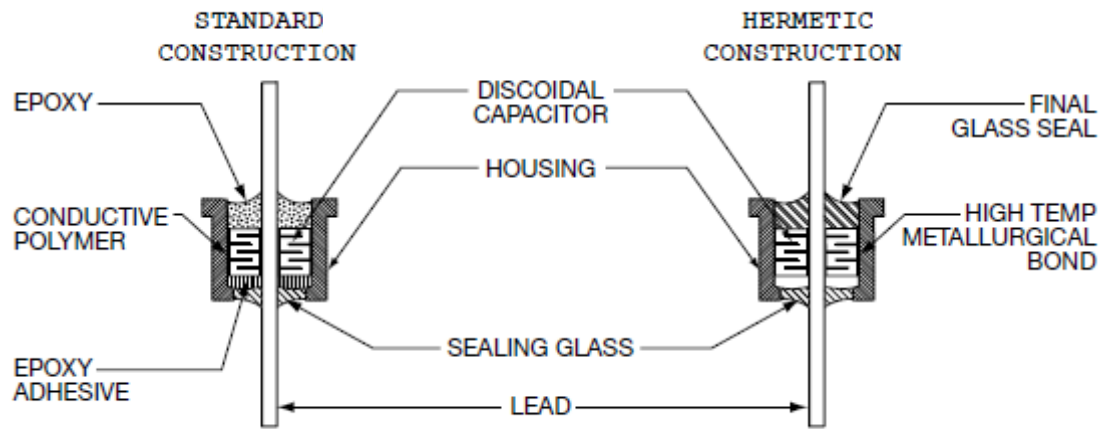 STANDARD
CONSTRUCTION
HERMETIC
CONSTRUCTION
EPOXY
DISCOIDAL
CAPACITOR
FINAL
GLASS SEAL
HOUSING
CONDUCTIVE
POLYMER
HIGH TEMP
METALLURGICAL
BOND
SEALING GLASS
EPOXY
ADHESIVE
LEAD